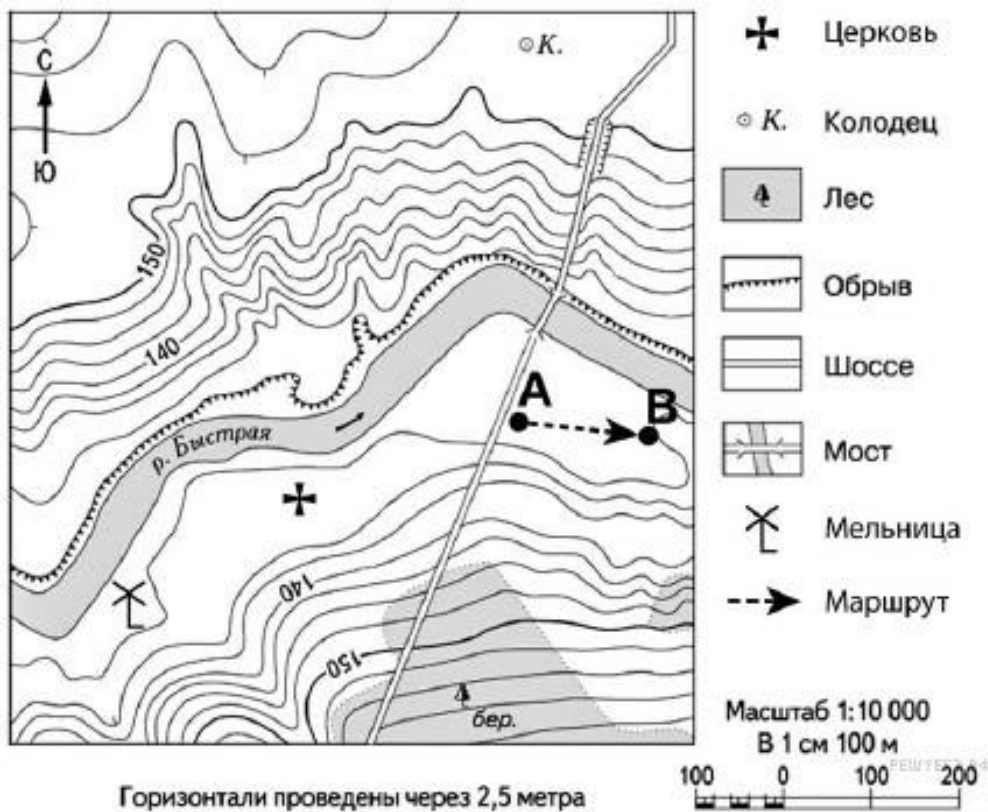 С
Ю
К.
150
140
р. Быстрая
А
В
140
150
бер.
Церковь
К. Колодец
Лес
Обрыв
Шоссе
Мост
Мельница
Маршрут
Масштаб 1:10 000
В 1 см 100 м
100 0 100 200
Горизонтали проведены через 2,5 метра